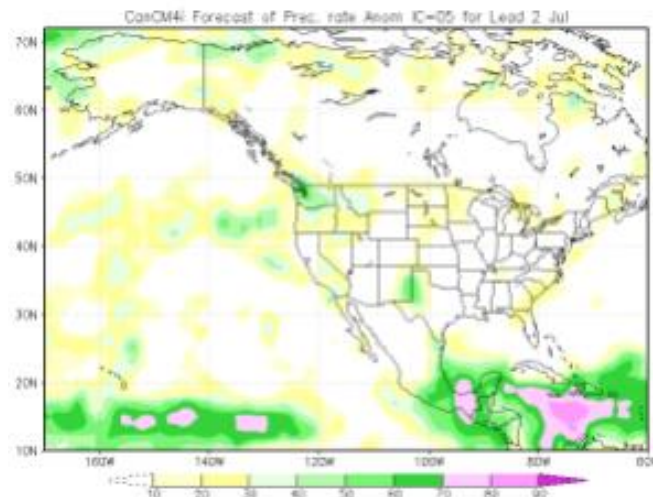 CanCM4i Forecast of Prec. rate Anom IC=05 for Lead 2 Jul
70N
60N
50N
40N
30N
20N
10N
160W 140W 120W 100W 80W 60W
10 20 30 40 50 60 70 80 90